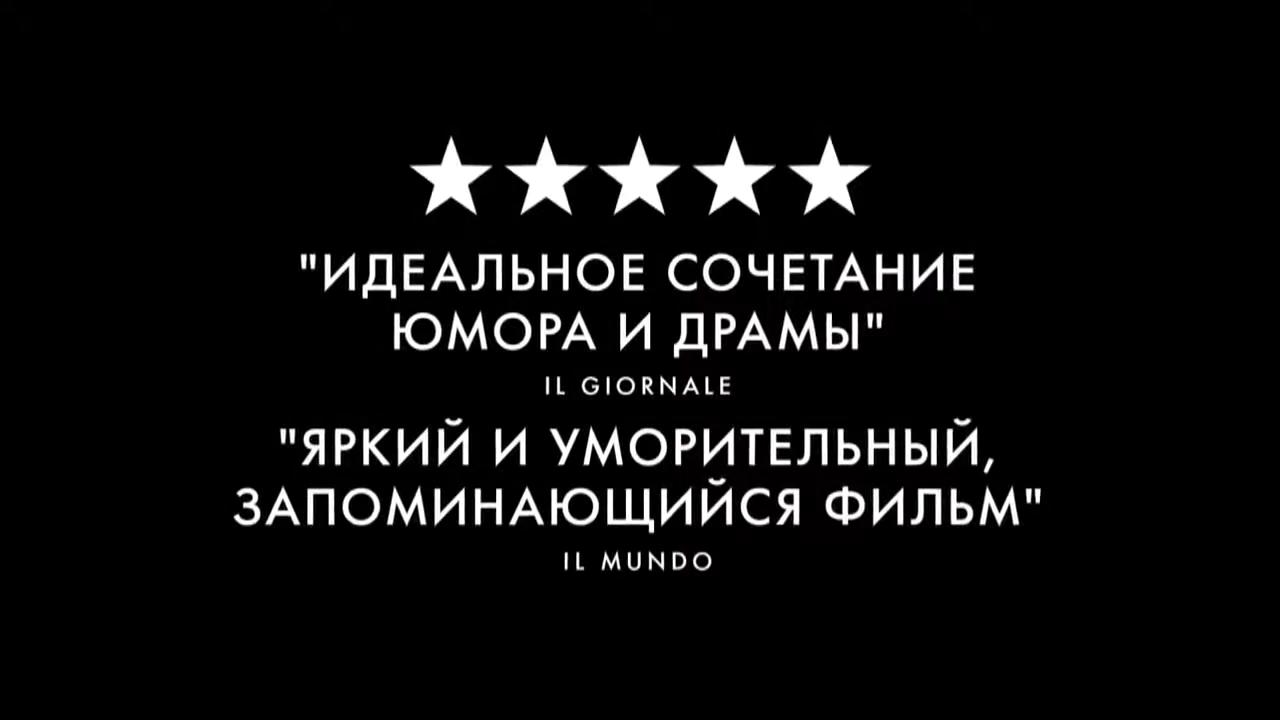 "ИДЕАЛЬНОЕ СОЧЕТАНИЕ
ЮМОРА И ДРАМЫ"
IL GIORNALE
"ЯРКИЙ И УМОРИТЕЛЬНЫЙ,
ЗАПОМИНАЮЩИЙСЯ ФИЛЬМ"
IL MUNDO